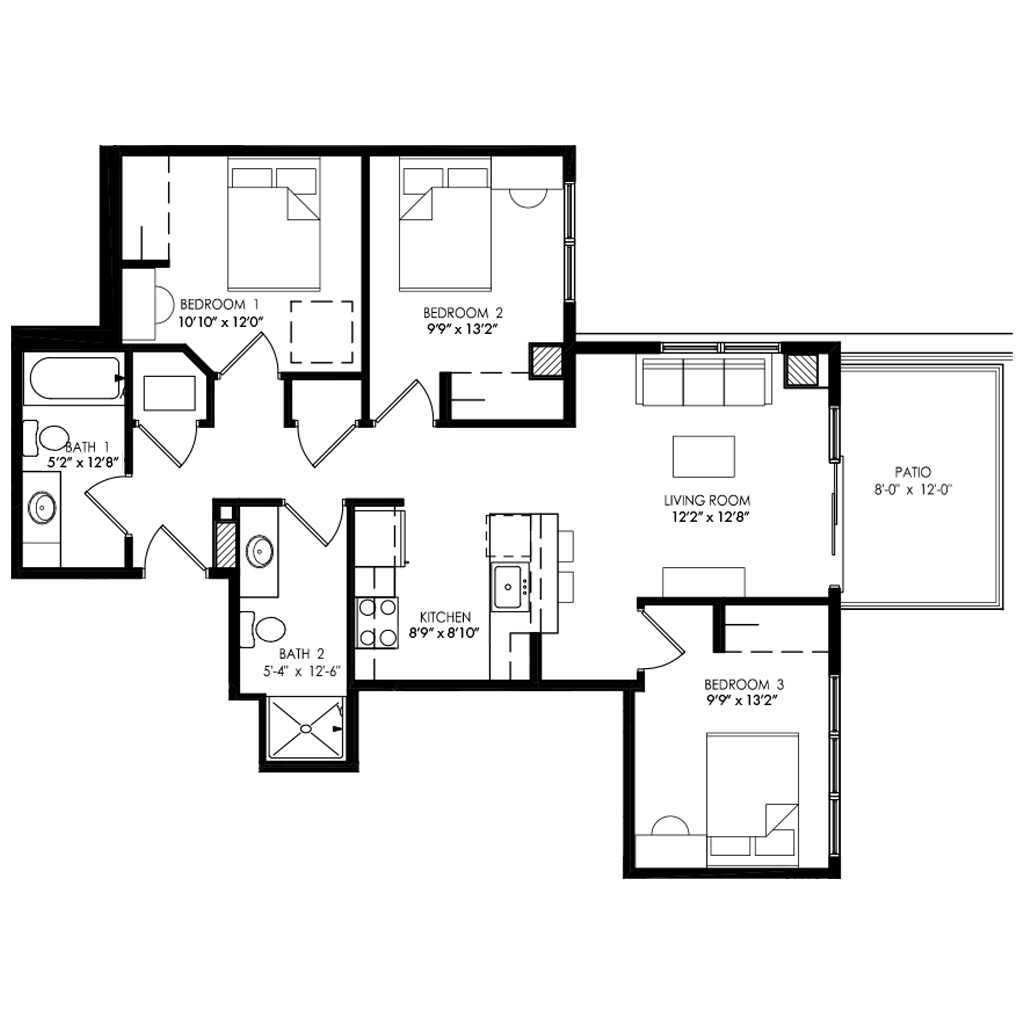 BEDROOM 1
10'10" x 12'0"
BEDROOM 2
9'9" x 13'2"
BATH 1
5'2" x 12'8"
PATIO
8'-0" x 12'-0"
LIVING ROOM
12'2" x 12'8"
KITCHEN
8'9" x 8'10"
BATH 2
5'-4" x 12'-6"
BEDROOM 3
9'9" x 13'2"